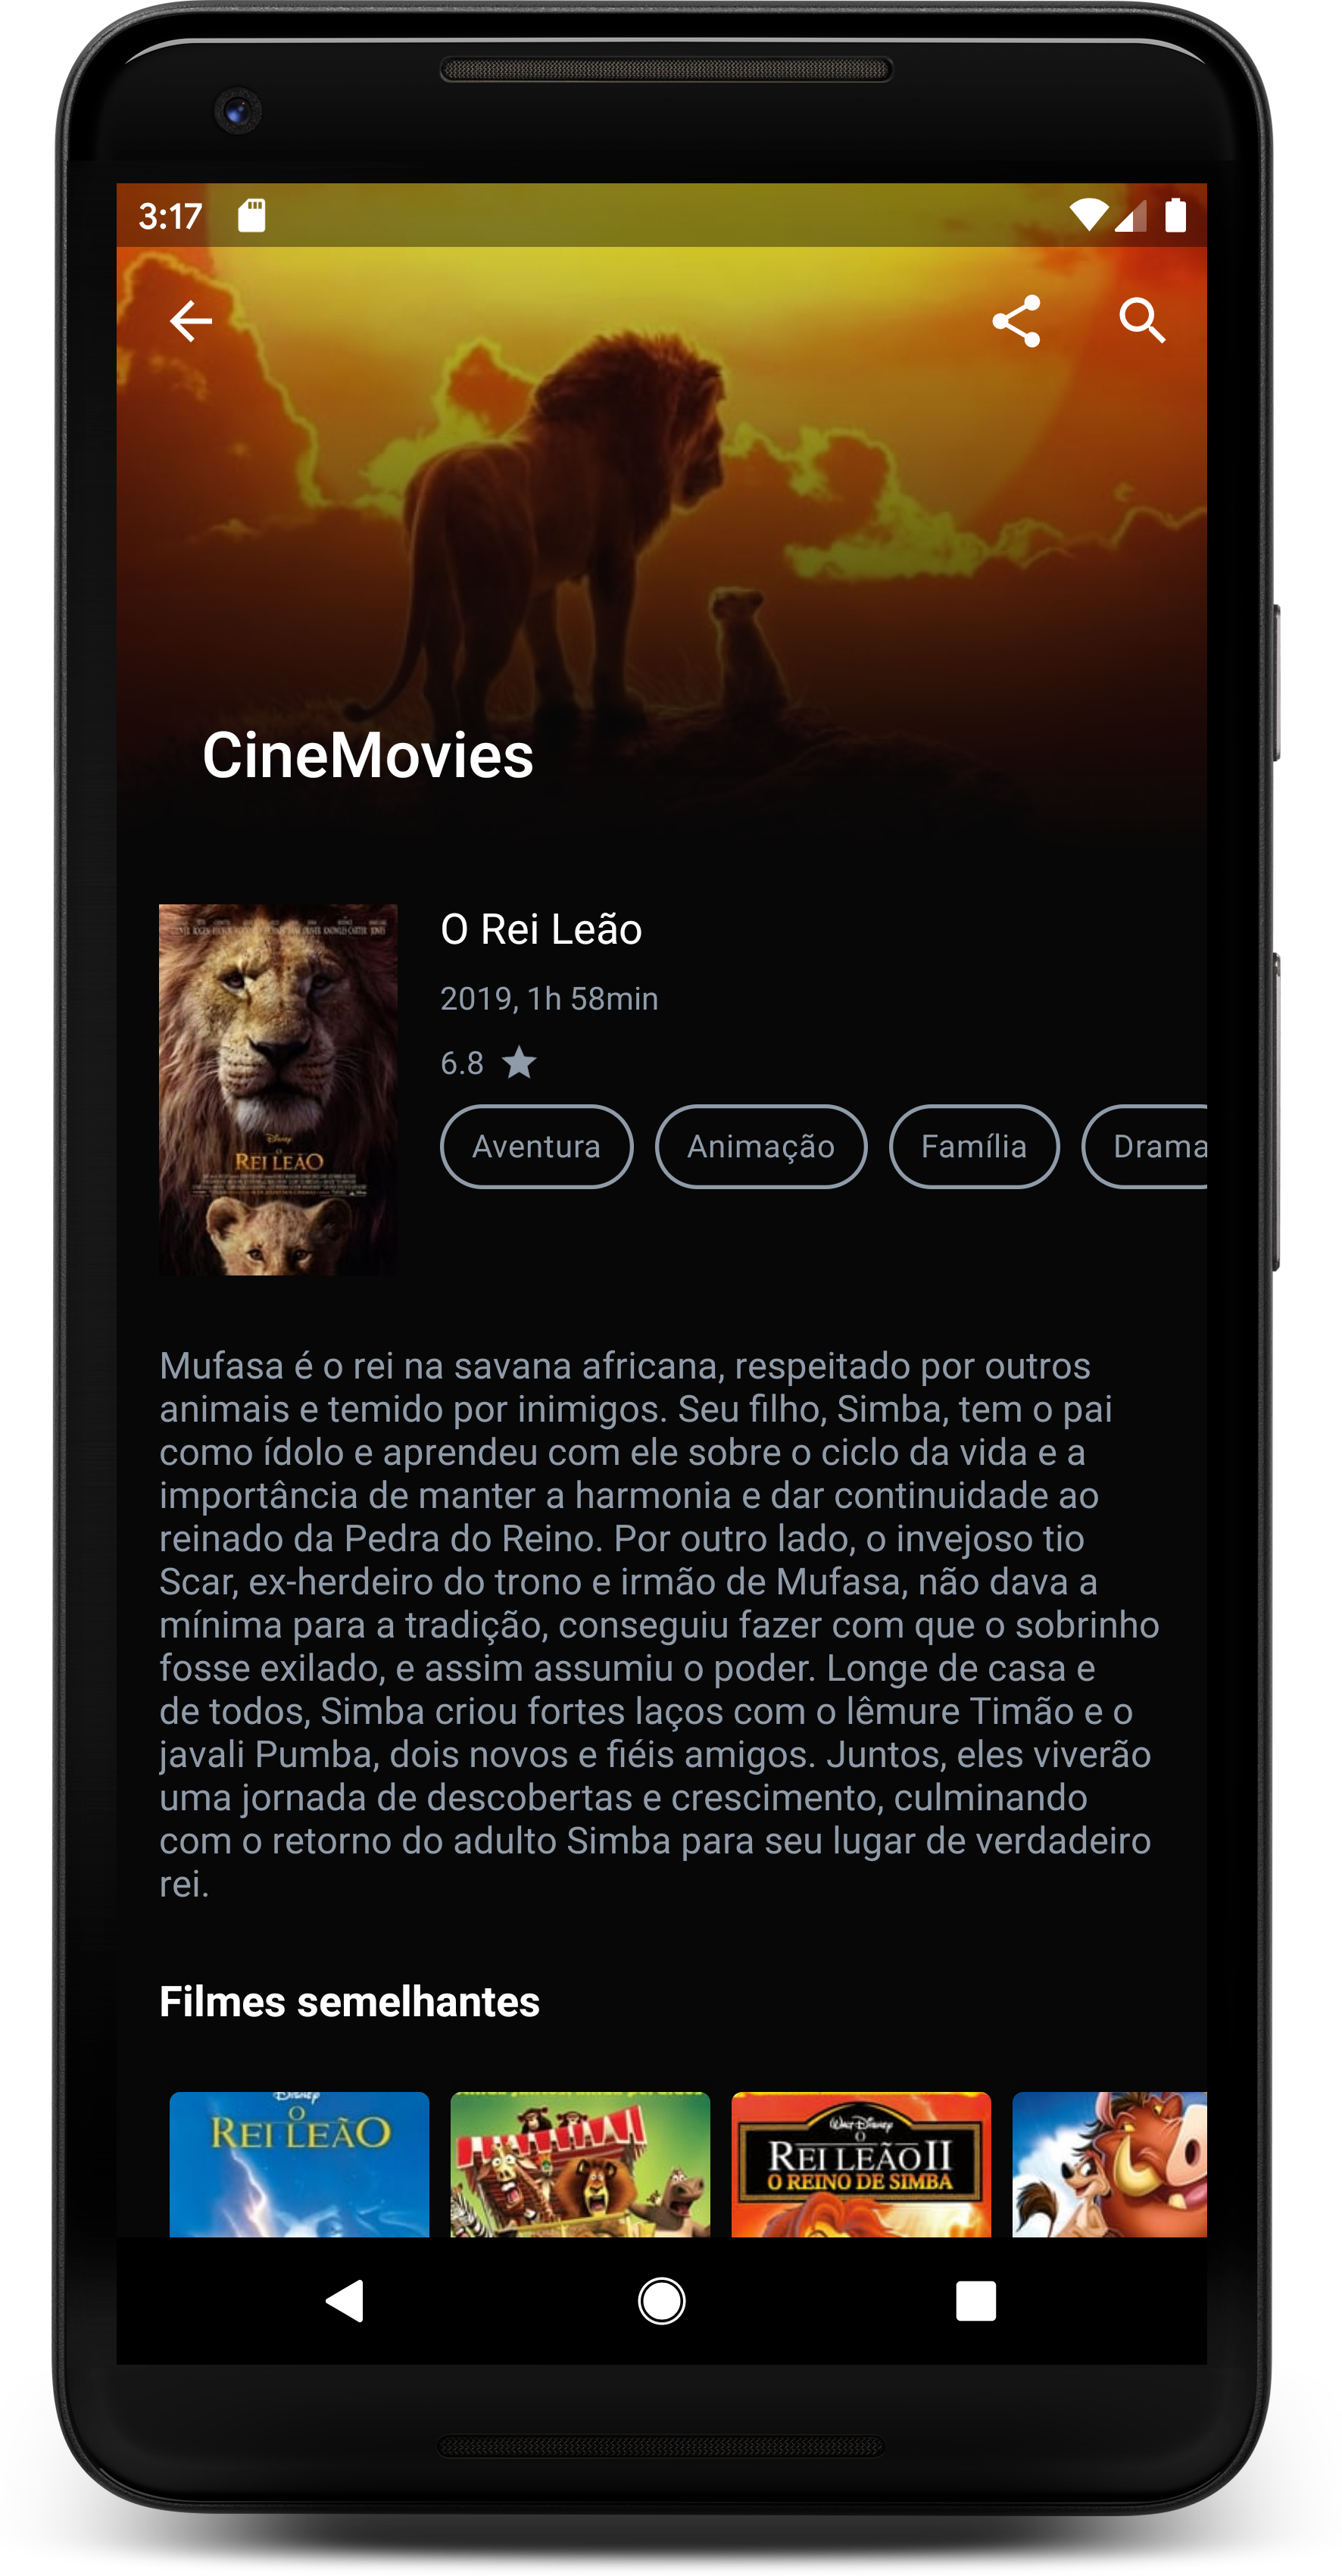 3:17
CineMovies
O Rei Leão
2019, 1h 58min
6.8
Aventura
Animação
Família
Drama
Disney
O
REI LEÃO
Mufasa é o rei na savana africana, respeitado por outros
animais e temido por inimigos. Seu filho, Simba, tem o pai
como ídolo e aprendeu com ele sobre o ciclo da vida e a
importância de manter a harmonia e dar continuidade ao
reinado da Pedra do Reino. Por outro lado, o invejoso tio
Scar, ex-herdeiro do trono e irmão de Mufasa, não dava a
mínima para a tradição, conseguiu fazer com que o sobrinho
fosse exilado, e assim assumiu o poder. Longe de casa e
de todos, Simba criou fortes laços com o lêmure Timão e o
javali Pumba, dois novos e fiéis amigos. Juntos, eles viverão
uma jornada de descobertas e crescimento, culminando
com o retorno do adulto Simba para seu lugar de verdadeiro
rei.
Filmes semelhantes
Disney
O
REI LEÃO
Walt Disney
O
REI LEÃO II
O REINO DE SIMBA